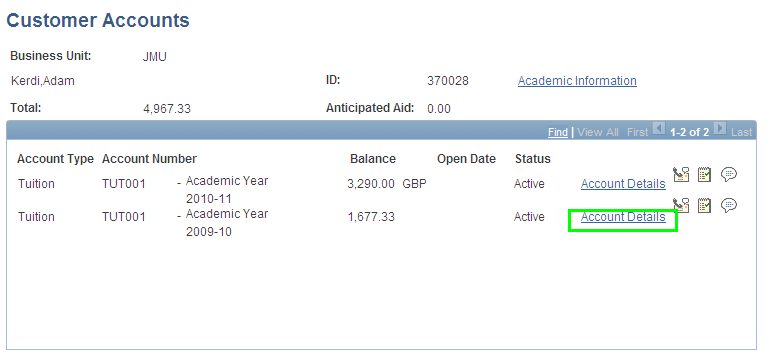 Customer Accounts
Business Unit: JMU
Kerdi,Adam ID: 370028 Academic Information
Total: 4,967.33 Anticipated Aid: 0.00
Find | View All First 1-2 of 2 Last
Account Type Account Number Balance Open Date Status
Tuition TUT001 - Academic Year 3,290.00 GBP Active Account Details
2010-11
Tuition TUT001 - Academic Year 1,677.33 Active Account Details
2009-10